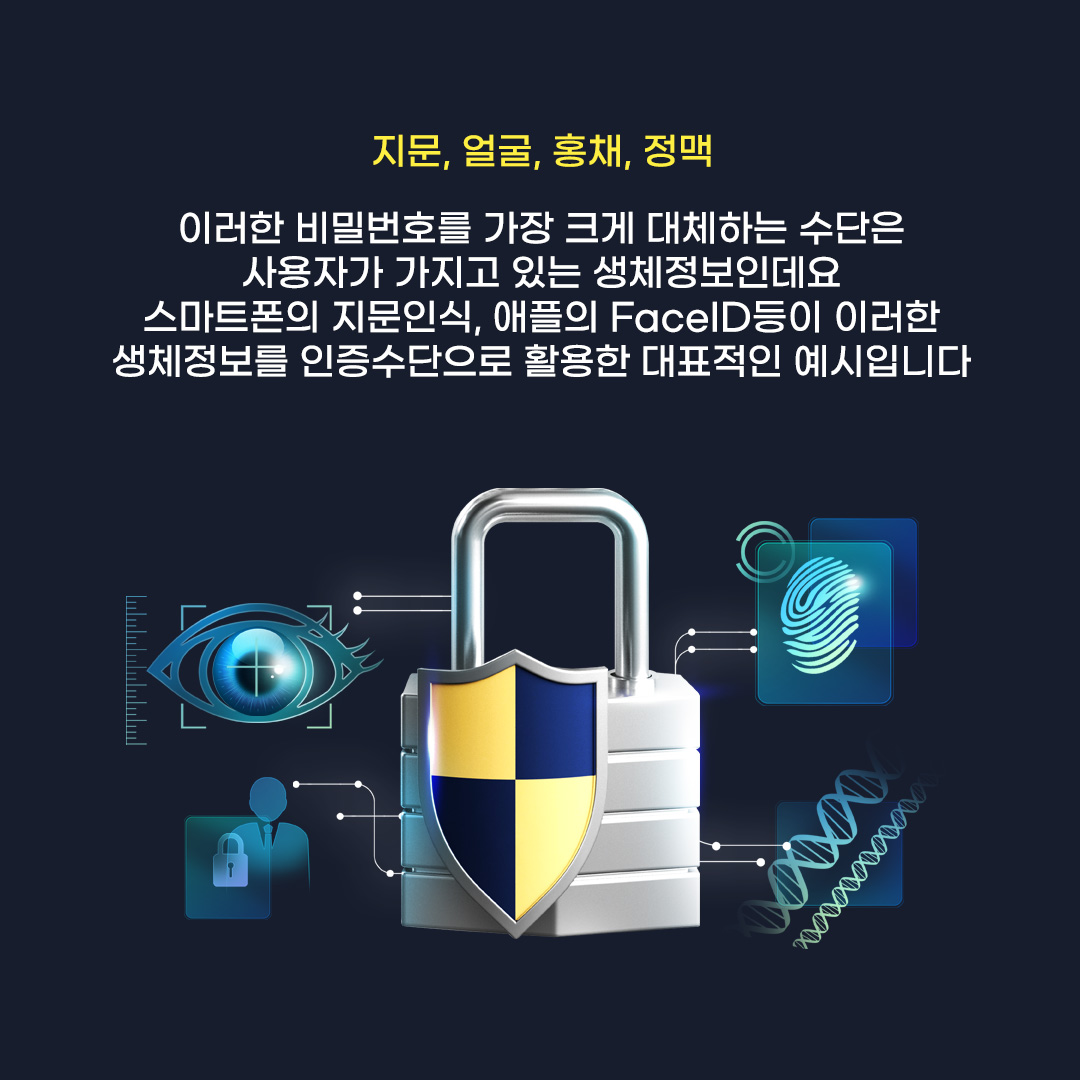 지문, 얼굴, 홍채, 정맥
이러한 비밀번호를 가장 크게 대체하는 수단은
사용자가 가지고 있는 생체정보인데요
스마트폰의 지문인식, 애플의 FaceID등이 이러한
생체정보를 인증수단으로 활용한 대표적인 예시입니다